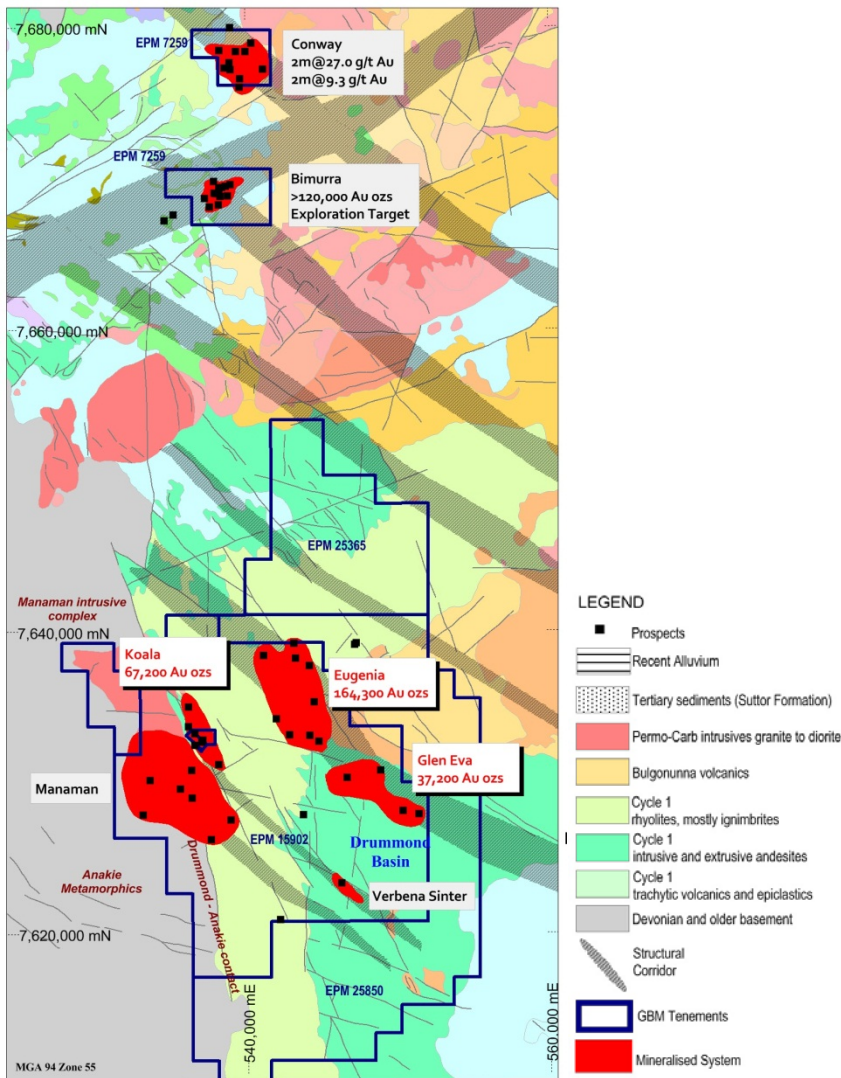 7,680,000 mN
EPM 7259
Conway
2m@27.0 g/t Au
2m@9.3 g/t Au
EPM 7259
Bimurra
>120,000 Au ozs
Exploration Target
7,660,000 mN
EPM 25365
Manaman intrusive
complex
7,640,000 mN
Koala
67,200 Au ozs
Eugenia
164,300 Au ozs
Glen Eva
37,200 Au ozs
Manaman
EPM 15902
Drummond
Basin
Anakie
Metamorphics
Drummond - Anakie contact
Verbena Sinter
7,620,000 mN
EPM 25850
540,000 mE
560,000 mE
MGA 94 Zone 55
LEGEND
Prospects
Recent Alluvium
Tertiary sediments (Suttor Formation)
Permo-Carb intrusives granite to diorite
Bulgonunna volcanics
Cycle 1
rhyolites, mostly ignimbrites
Cycle 1
intrusive and extrusive andesites
Cycle 1
trachytic volcanics and epiclastics
Devonian and older basement
Structural
Corridor
GBM Tenements
Mineralised System